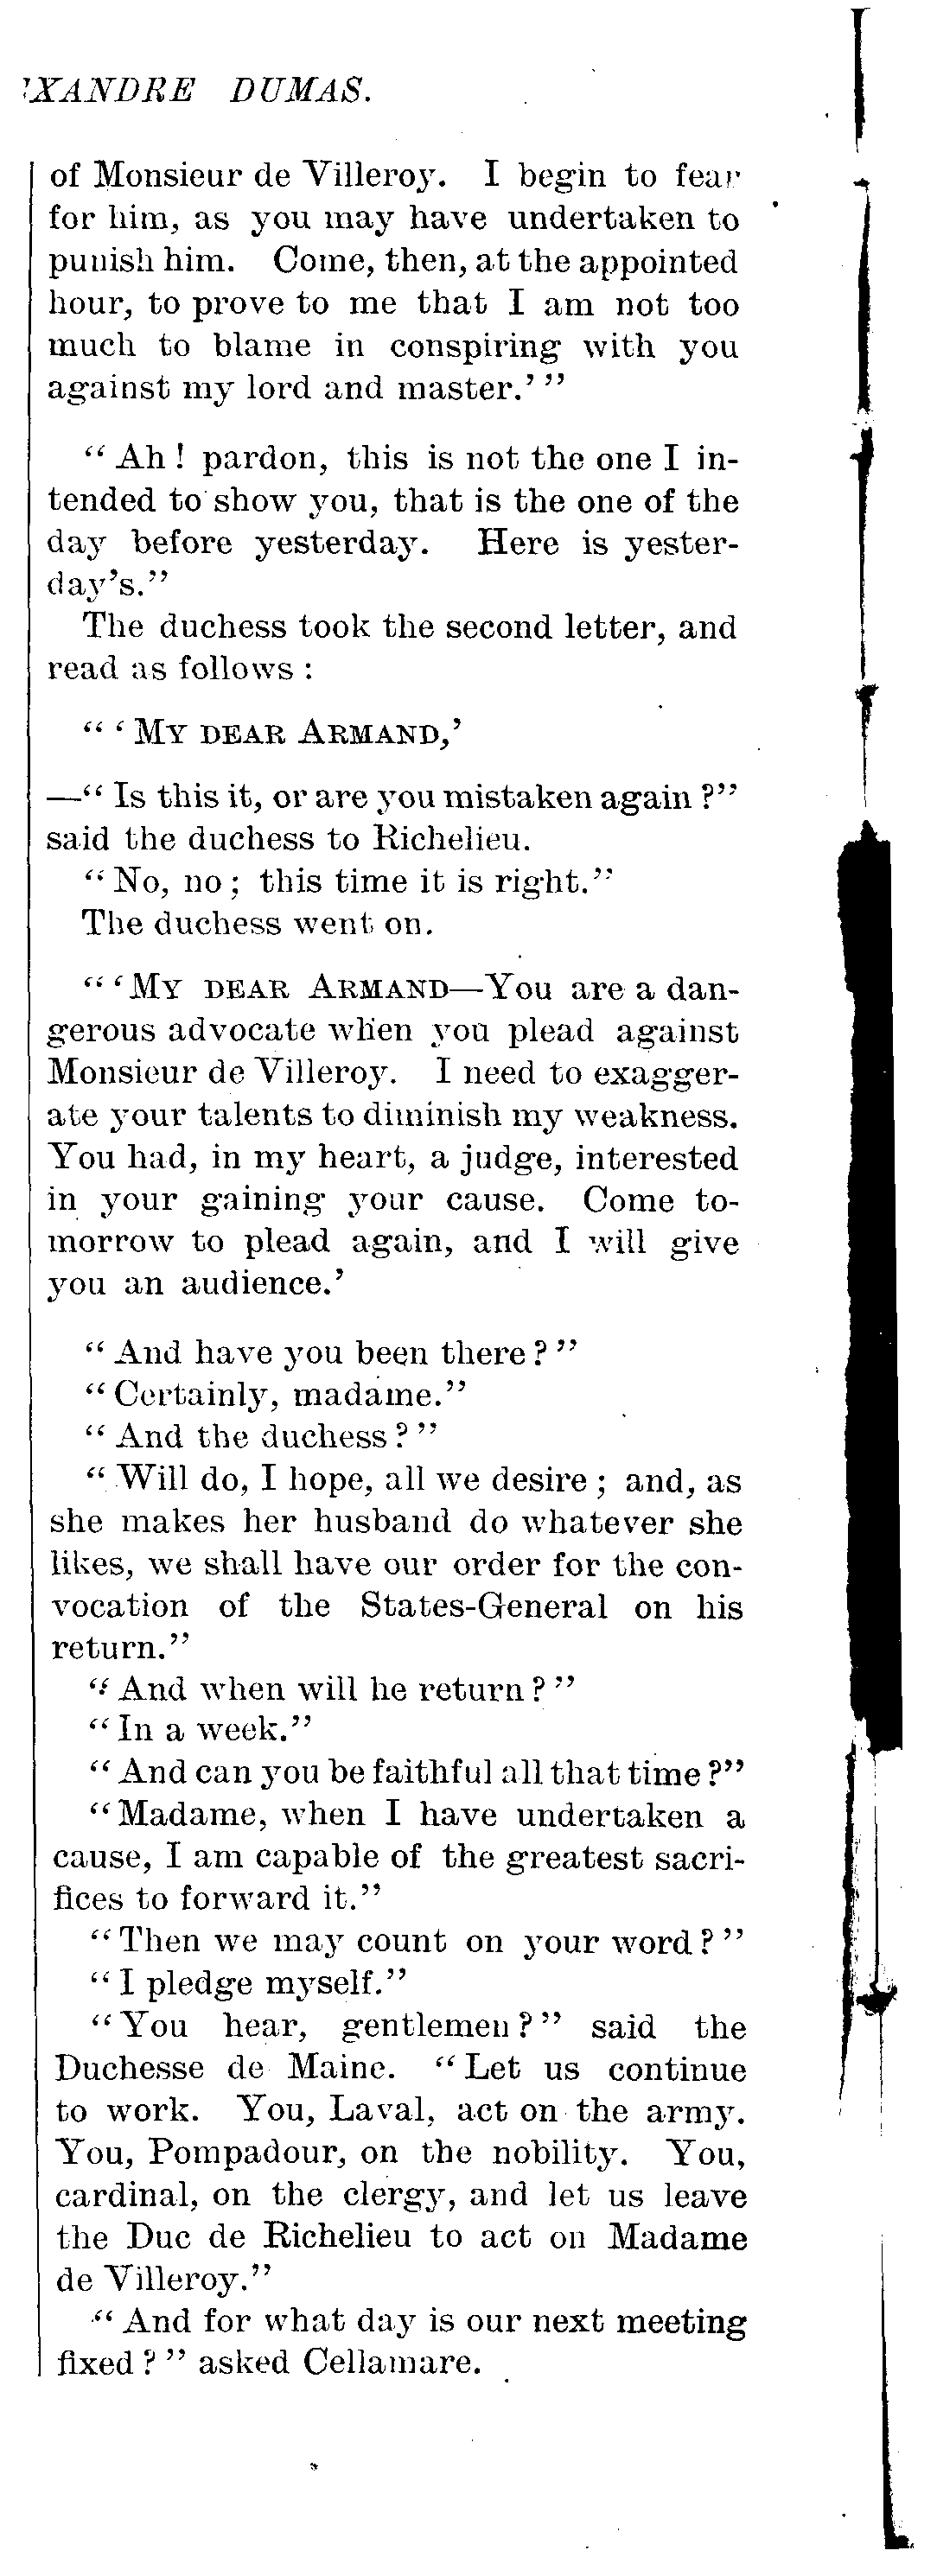 XANDRE DUMAS.
of Monsieur de Villeroy. I begin to fear
for him, as you may have undertaken to
punish him. Come, then, at the appointed
hour, to prove to me that I am not too
much to blame in conspiring with you
against my lord and master.' "
" Ah ! pardon, this is not the one I in-
tended to show you, that is the one of the
day before yesterday. Here is yester-
day's."
The duchess took the second letter, and
read as follows :
" ' MY DEAR ARMAND,'
—" Is this it, or are you mistaken again ?"
said the duchess to Richelieu.
" No, no ; this time it is right."
The duchess went on.
" ' MY DEAR ARMAND—You are a dan-
gerous advocate when you plead against
Monsieur de Villeroy. I need to exagger-
ate your talents to diminish my weakness.
You had, in my heart, a judge, interested
in your gaining your cause. Come to-
morrow to plead again, and I will give
you an audience.'
" And have you been there ? "
" Certainly, madame."
" And the duchess ? "
" Will do, I hope, all we desire ; and, as
she makes her husband do whatever she
likes, we shall have our order for the con-
vocation of the States-General on his
return."
" And when will he return ? "
" In a week."
" And can you be faithful all that time ?"
" Madame, when I have undertaken a
cause, I am capable of the greatest sacri-
fices to forward it."
" Then we may count on your word ? "
" I pledge myself."
" You hear, gentlemen ? " said the
Duchesse de Maine. " Let us continue
to work. You, Laval, act on the army.
You, Pompadour, on the nobility. You,
cardinal, on the clergy, and let us leave
the Duc de Richelieu to act on Madame
de Villeroy."
" And for what day is our next meeting
fixed ? " asked Cellamare.